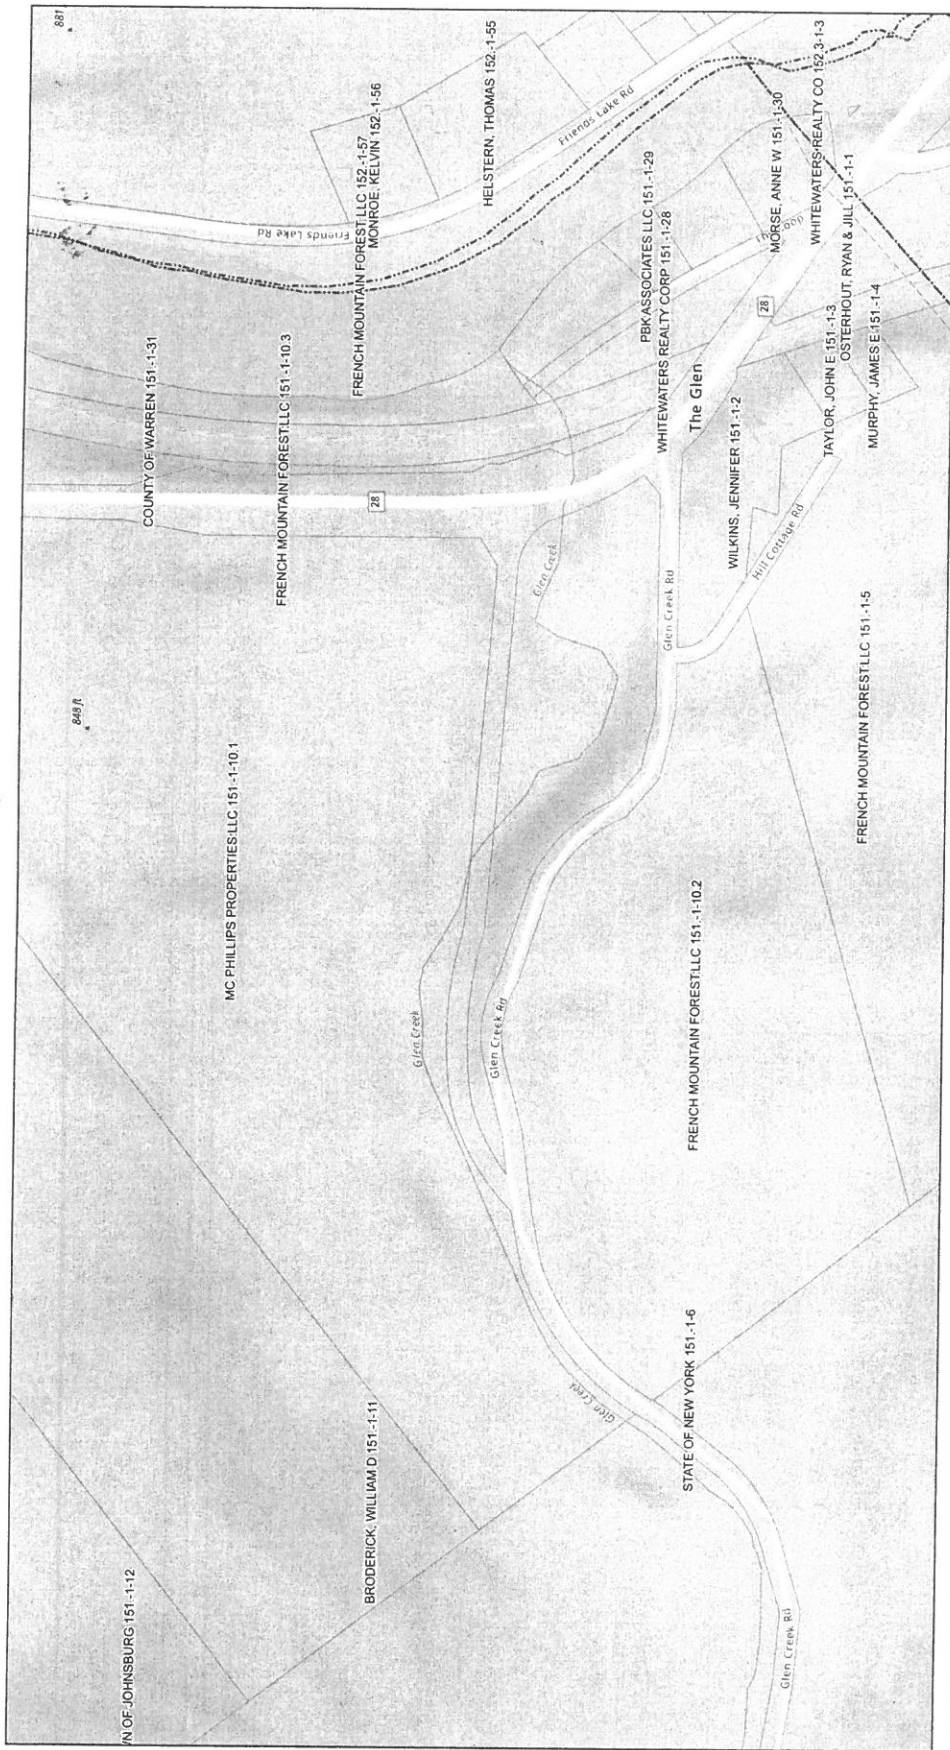 881
848 ft
N OF JOHNSBURG 151.-1-12
COUNTY OF WARREN 151.-1-31
MC PHILLIPS PROPERTIES LLC 151.-1-10.1
Friends Lake Rd
FRENCH MOUNTAIN FOREST LLC 151.-1-10.3
BRODERICK, WILLIAM D 151.-1-11
FRENCH MOUNTAIN FOREST LLC 152.-1-57
MONROE, KELVIN 152.-1-56
28
Glen Creek
HELSTERN, THOMAS 152.-1-55
Glen Creek Rd
Glen Creek
Friends Lake Rd
Glen Creek
PBK ASSOCIATES LLC 151.-1-29
WHITEWATERS REALTY CORP 151.-1-28
Glen Creek Rd
STATE OF NEW YORK 151.-1-6
FRENCH MOUNTAIN FOREST LLC 151.-1-10.2
The Glen
WILKINS, JENNIFER 151.-1-2
28
The Loop
MORSE, ANNE W 151.-1-30
Hill Cottage Rd
Glen Creek Rd
WHITEWATERS REALTY CO 152.3-1-3
TAYLOR, JOHN E 151.-1-3
OSTERHOUT, RYAN & JILL 151.-1-1
FRENCH MOUNTAIN FOREST LLC 151.-1-5
MURPHY, JAMES E 151.-1-4